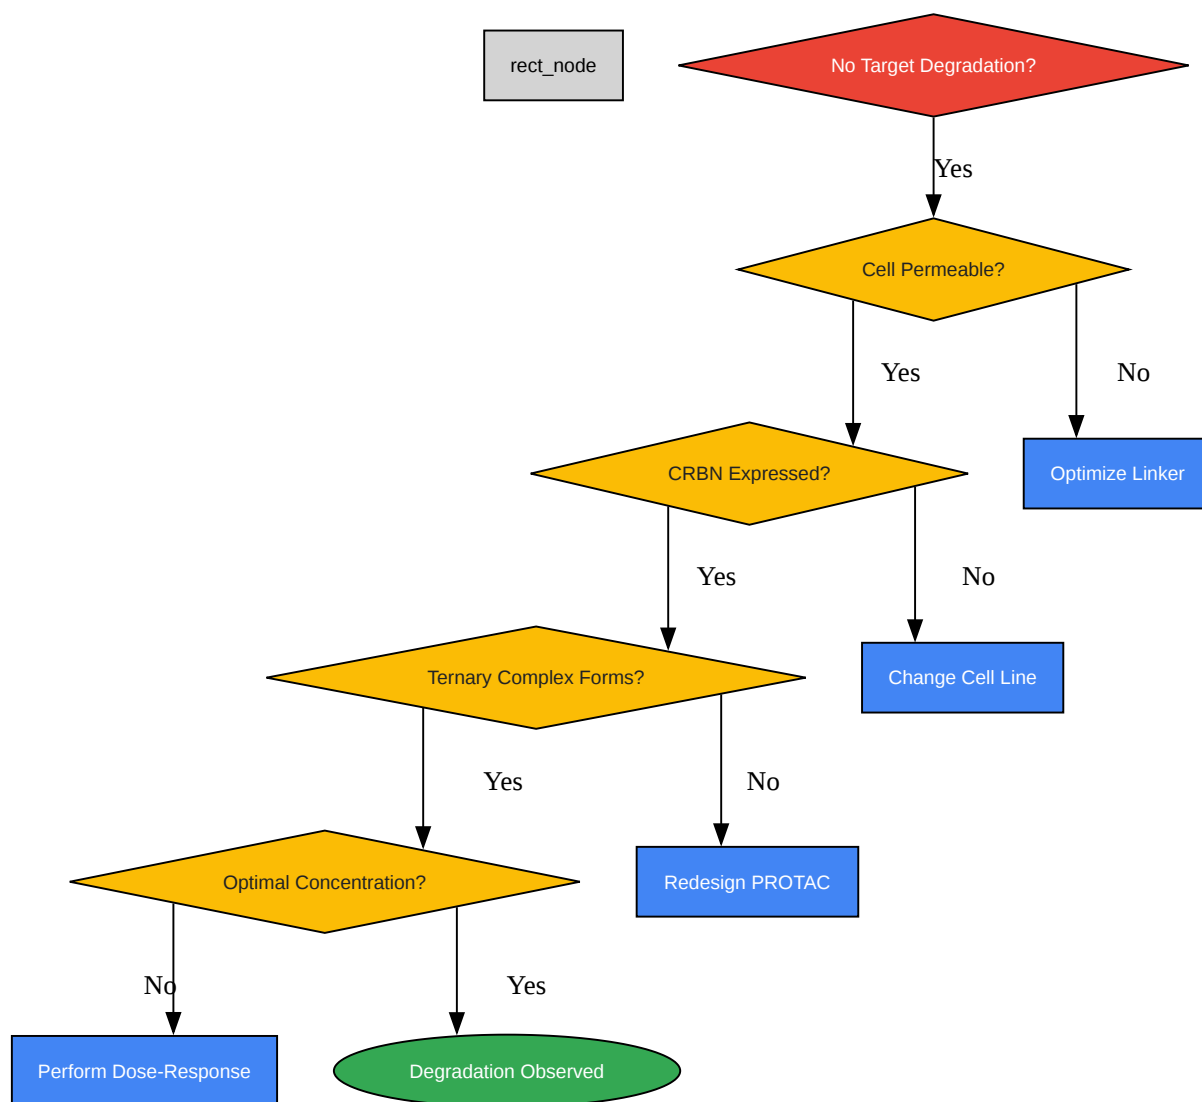 rect_node
No Target Degradation?
Yes
Cell Permeable?
Yes
No
CRBN Expressed?
Optimize Linker
Yes
No
Ternary Complex Forms?
Change Cell Line
Yes
No
Optimal Concentration?
Redesign PROTAC
No
Yes
Perform Dose-Response
Degradation Observed